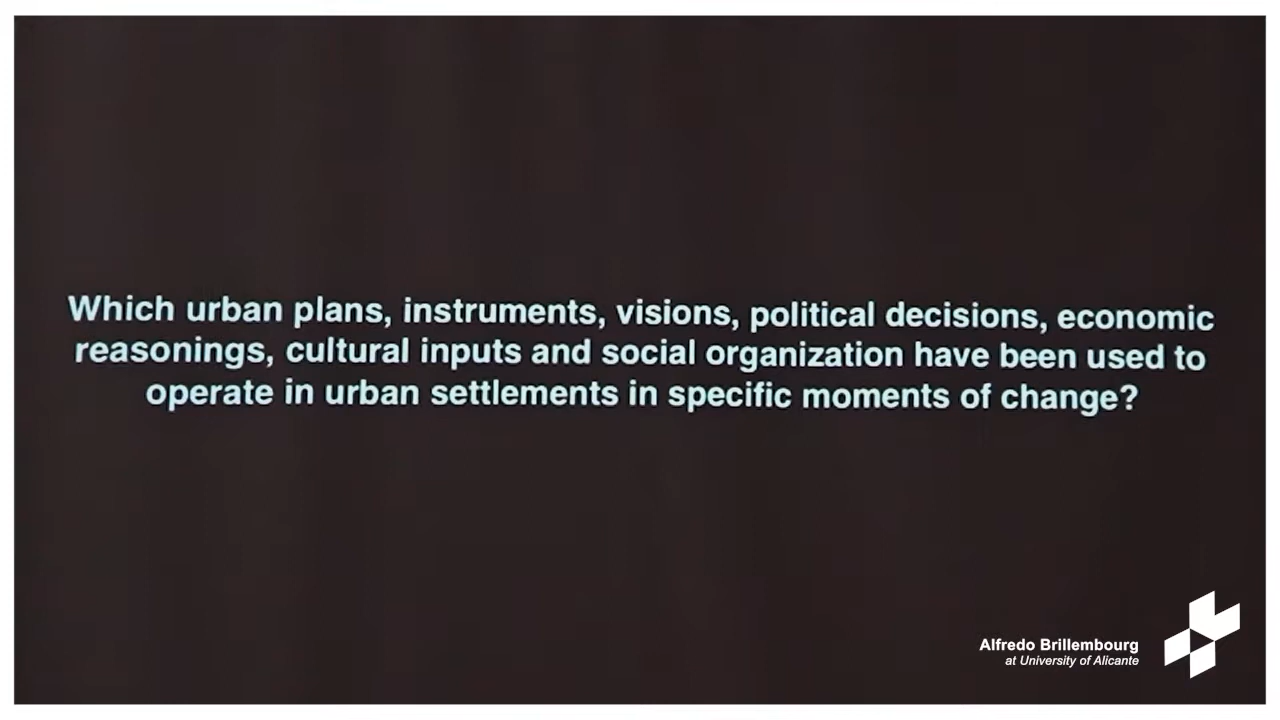 Which urban plans, instruments, visions, political decisions, economic
reasonings, cultural inputs and social organization have been used to
operate in urban settlements in specific moments of change?
Alfredo Brillembourg
at University of Alicante